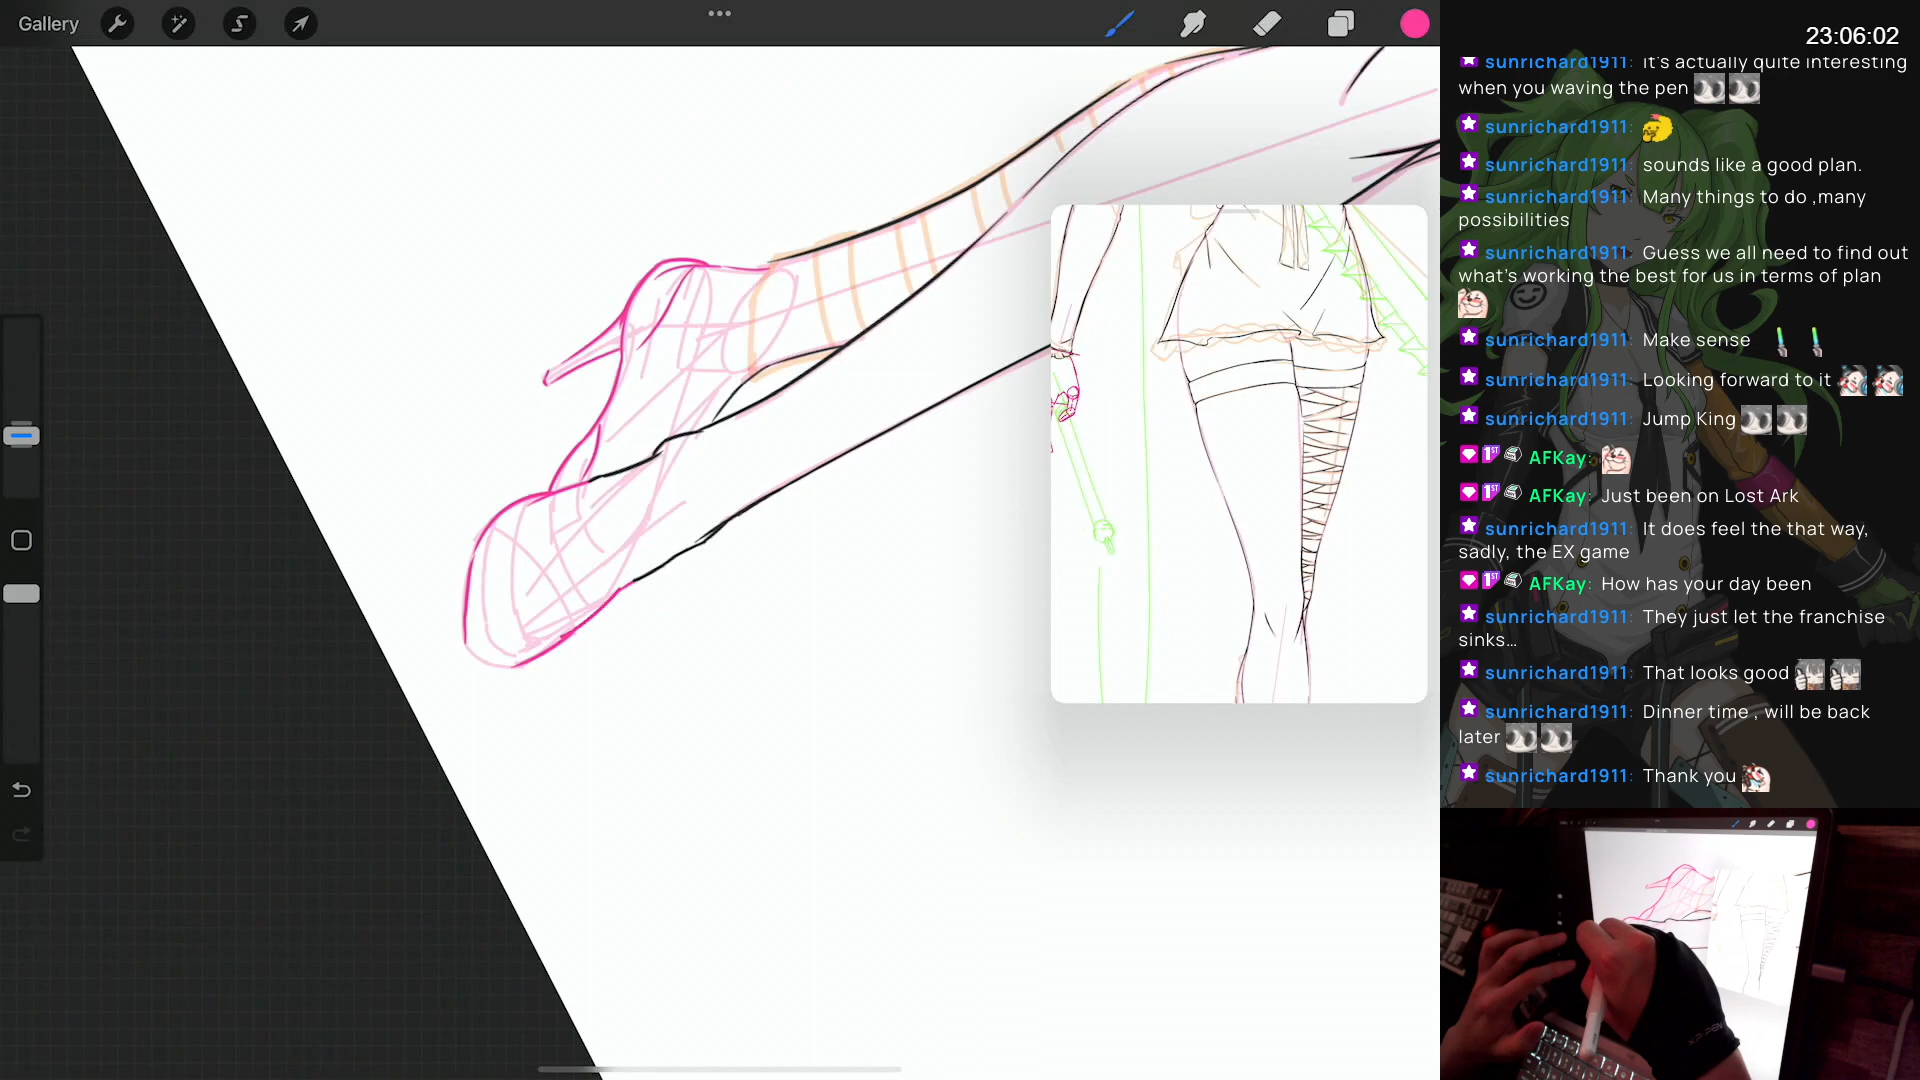 Gallery
23:06:02
sunrichard1911: it's actually quite interesting
when you waving the pen
sunrichard1911:
sunrichard1911: sounds like a good plan.
sunrichard1911: Many things to do ,many
possibilities
sunrichard1911: Guess we all need to find out
what's working the best for us in terms of plan
sunrichard1911: Make sense
sunrichard1911: Looking forward to it
sunrichard1911: Jump King
1ST AFKay:
1ST AFKay: Just been on Lost Ark
sunrichard1911: It does feel the that way,
sadly, the EX game
1ST AFKay: How has your day been
sunrichard1911: They just let the franchise
sinks…
sunrichard1911: That looks good
sunrichard1911: Dinner time , will be back
later
sunrichard1911: Thank you